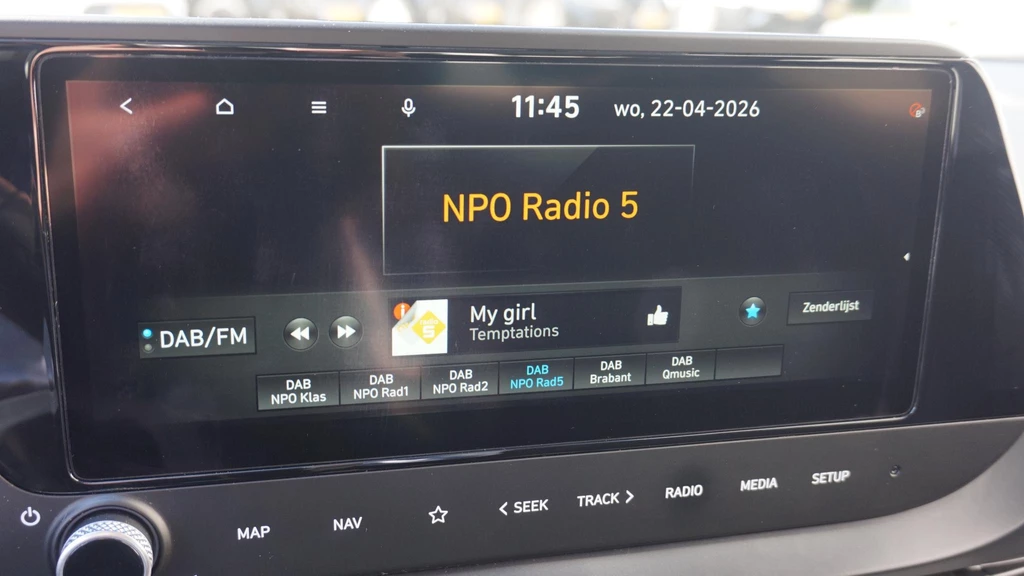 11:45
wo, 22-04-2026
NPO Radio 5
DAB/FM
5
My girl
Temptations
Zenderlijst
DAB
NPO Klas
DAB
NPO Rad1
DAB
NPO Rad2
DAB
NPO Rad5
DAB
Brabant
DAB
Qmusic
MAP
NAV
< SEEK
TRACK >
RADIO
MEDIA
SETUP